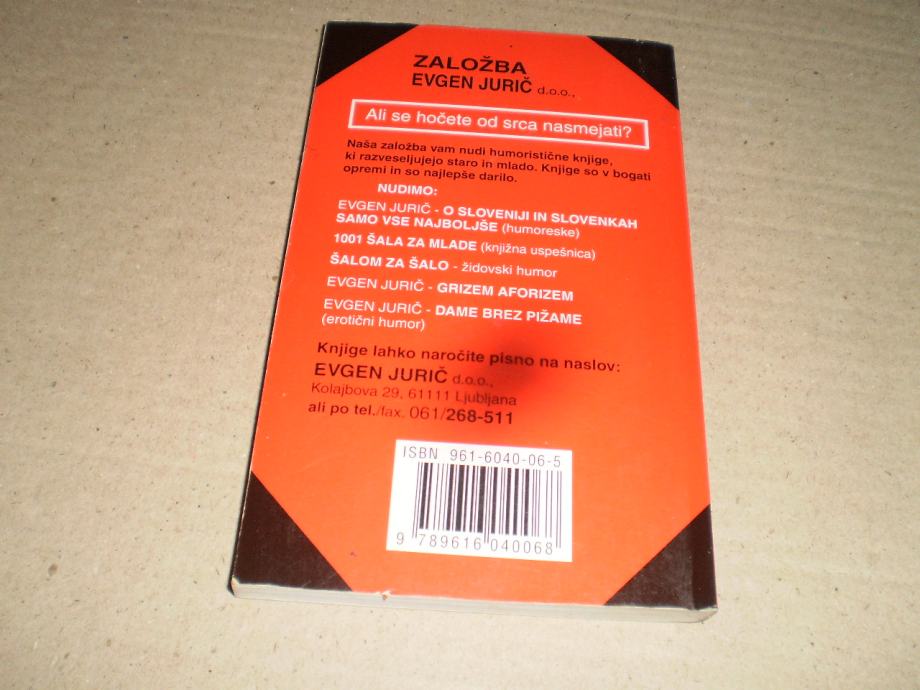 ZALOŽBA
EVGEN JURIČ d.o.o.,
Ali se hočete od srca nasmejati?
Naša založba vam nudi humoristične knjige,
ki razveseljujejo staro in mlado. Knjige so v bogati
opremi in so najlepše darilo.
NUDIMO:
EVGEN JURIČ - O SLOVENIJI IN SLOVENKAH
SAMO VSE NAJBOLJŠE (humoreske)
1001 ŠALA ZA MLADE (knjižna uspešnica)
ŠALOM ZA ŠALO - židovski humor
EVGEN JURIČ - GRIZEM AFORIZEM
EVGEN JURIČ - DAME BREZ PIŽAME
(erotični humor)
Knjige lahko naročite pisno na naslov:
EVGEN JURIČ d.o.o.,
Kolajbova 29, 61111 Ljubljana
ali po tel./fax. 061/268-511
ISBN 961-6040-06-5
9 789616 040068